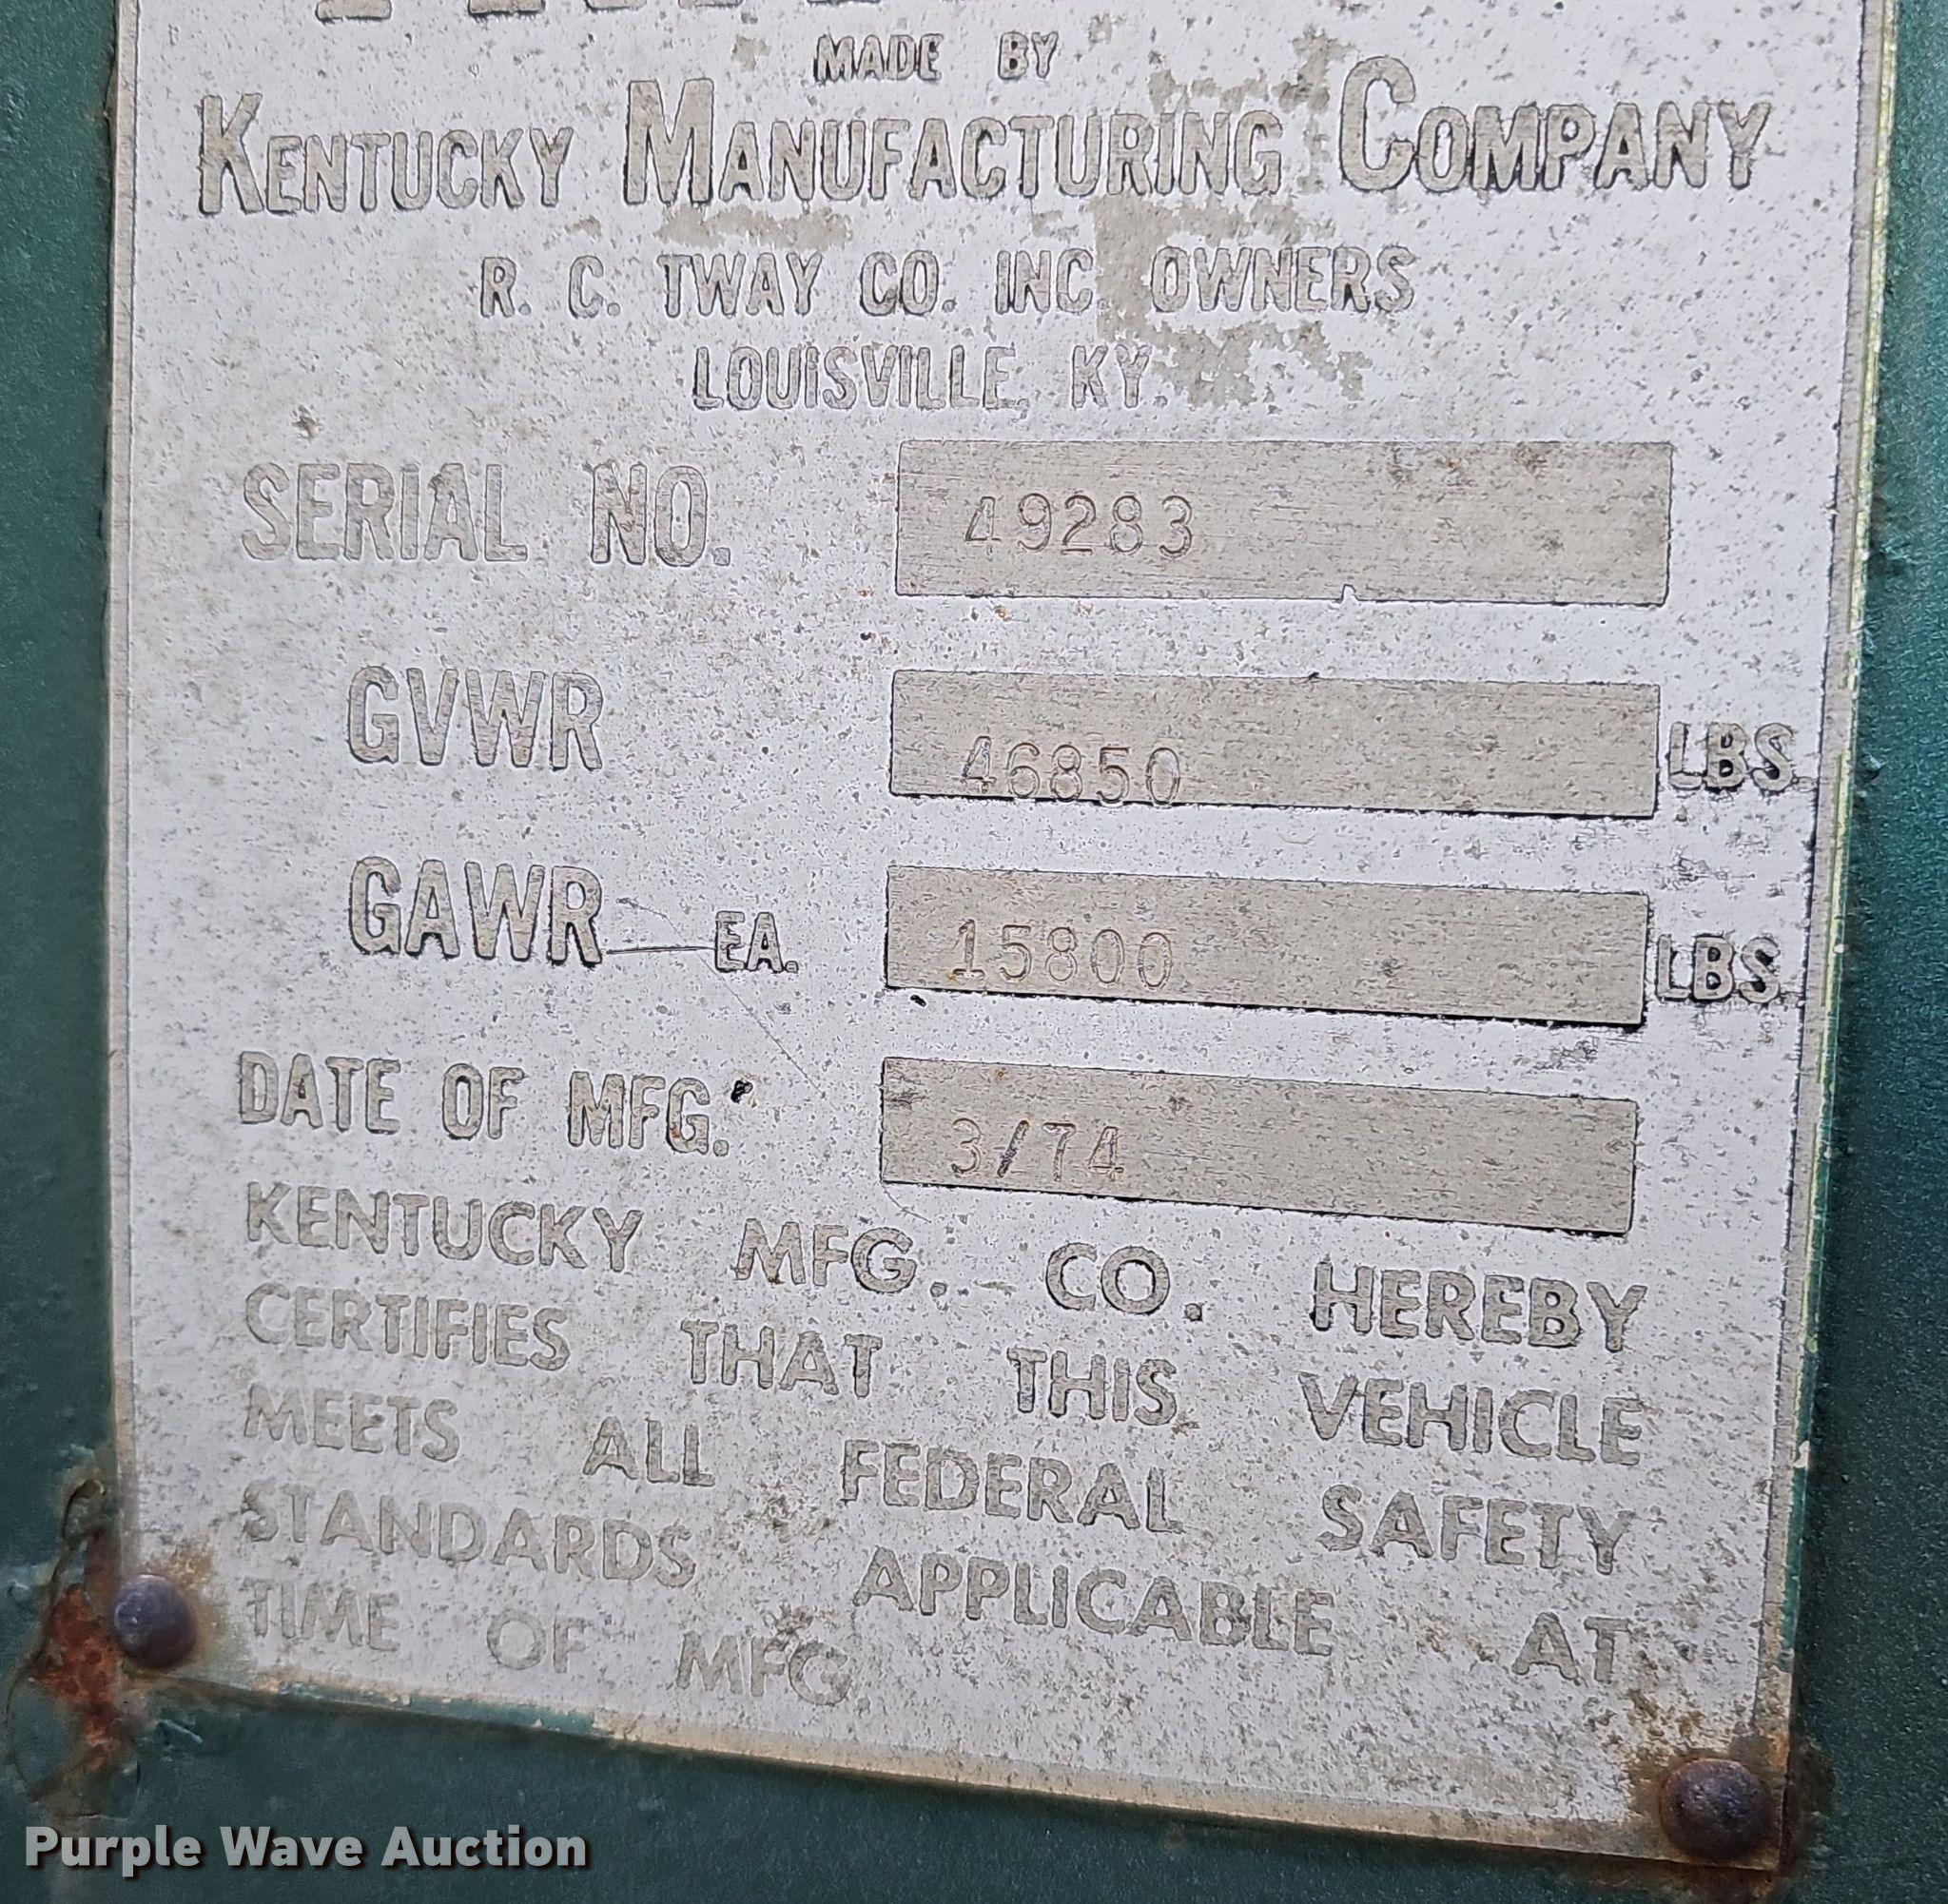 MADE BY
KENTUCKY MANUFACTURING COMPANY
R. C. TWAY CO. INC. OWNERS
LOUISVILLE, KY.
SERIAL NO. 49283
GVWR 46850 LBS.
GAWR EA. 15800 LBS.
DATE OF MFG. 3/74
KENTUCKY MFG. CO. HEREBY
CERTIFIES THAT THIS VEHICLE
MEETS ALL FEDERAL SAFETY
STANDARDS APPLICABLE AT
TIME OF MFG.
Purple Wave Auction